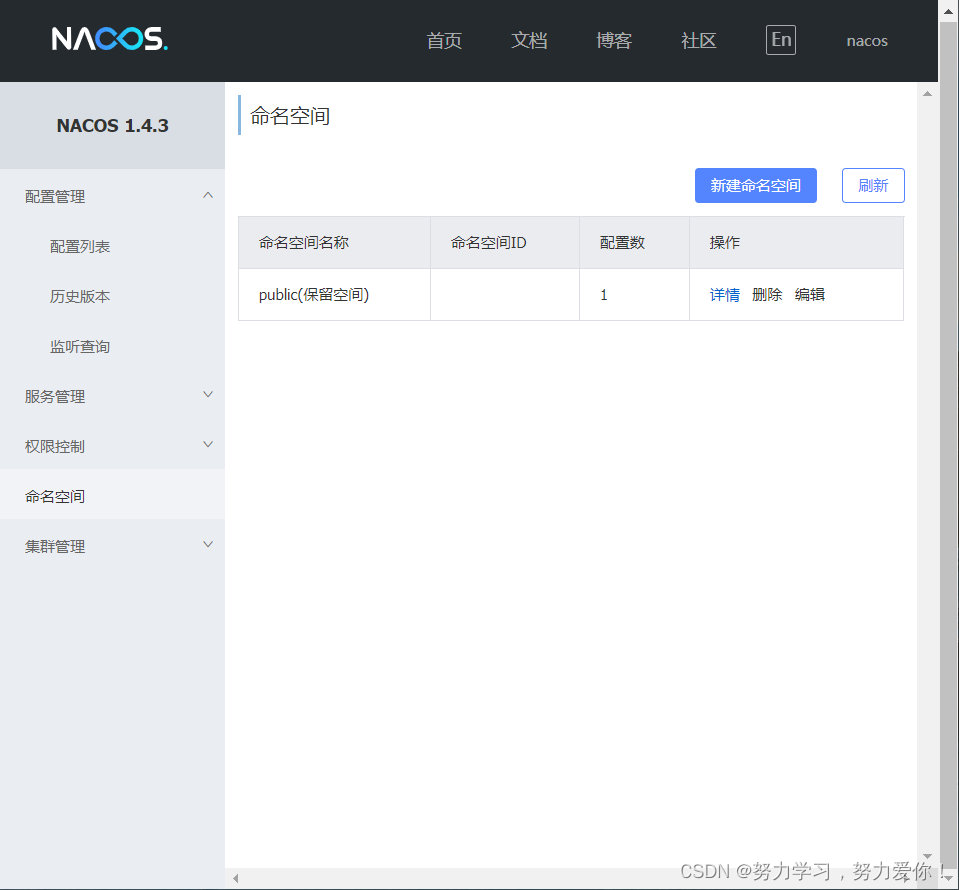 NACOS. 首页 文档 博客 社区 En nacos
NACOS 1.4.3
配置管理
配置列表
历史版本
监听查询
服务管理
权限控制
命名空间
集群管理
命名空间
新建命名空间 刷新
命名空间名称 命名空间ID 配置数 操作
public(保留空间) 1 详情 删除 编辑
CSDN @努力学习，努力爱你！